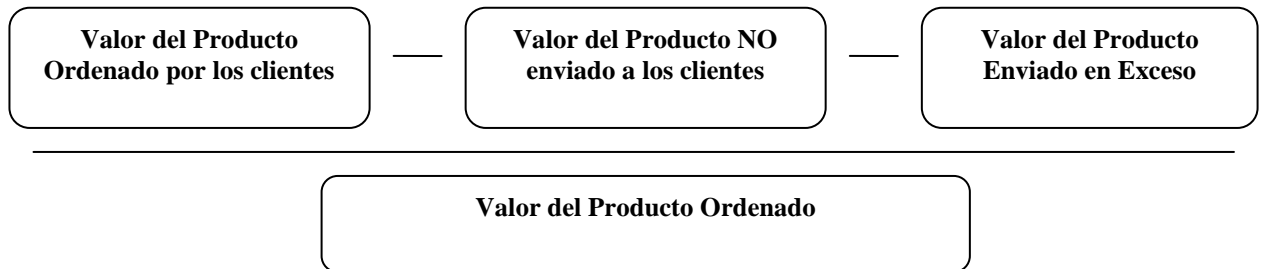 Valor del Producto
Ordenado por los clientes
Valor del Producto NO
enviado a los clientes
Valor del Producto
Enviado en Exceso
Valor del Producto Ordenado